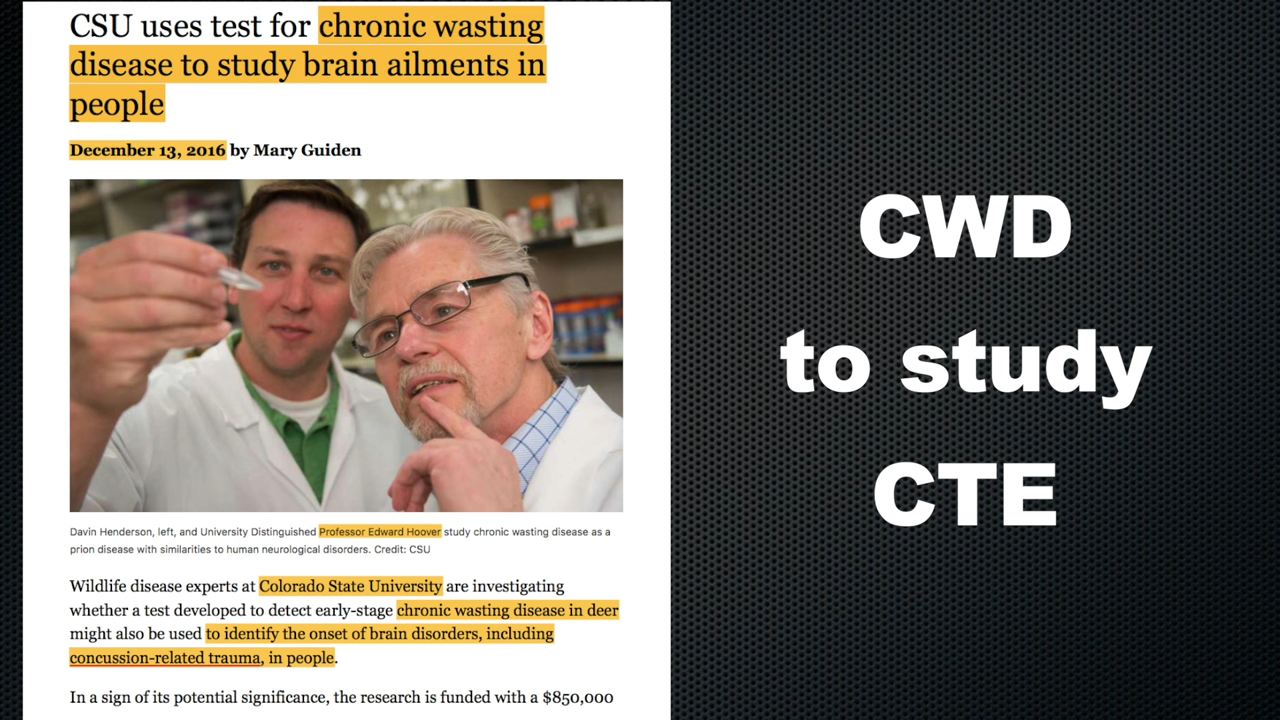 CSU uses test for chronic wasting
disease to study brain ailments in
people
December 13, 2016 by Mary Guiden
Davin Henderson, left, and University Distinguished Professor Edward Hoover study chronic wasting disease as a
prion disease with similarities to human neurological disorders. Credit: CSU
Wildlife disease experts at Colorado State University are investigating
whether a test developed to detect early-stage chronic wasting disease in deer
might also be used to identify the onset of brain disorders, including
concussion-related trauma, in people.
In a sign of its potential significance, the research is funded with a $850,000
CWD
to study
CTE